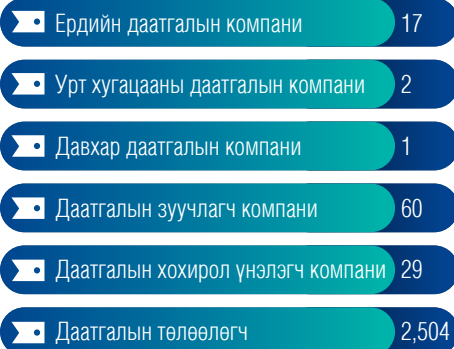 Ердийн даатгалын компани 17
Урт хугацааны даатгалын компани 2
Давхар даатгалын компани 1
Даатгалын зуучлагч компани 60
Даатгалын хохирол үнэлэгч компани 29
Даатгалын төлөөлөгч 2,504